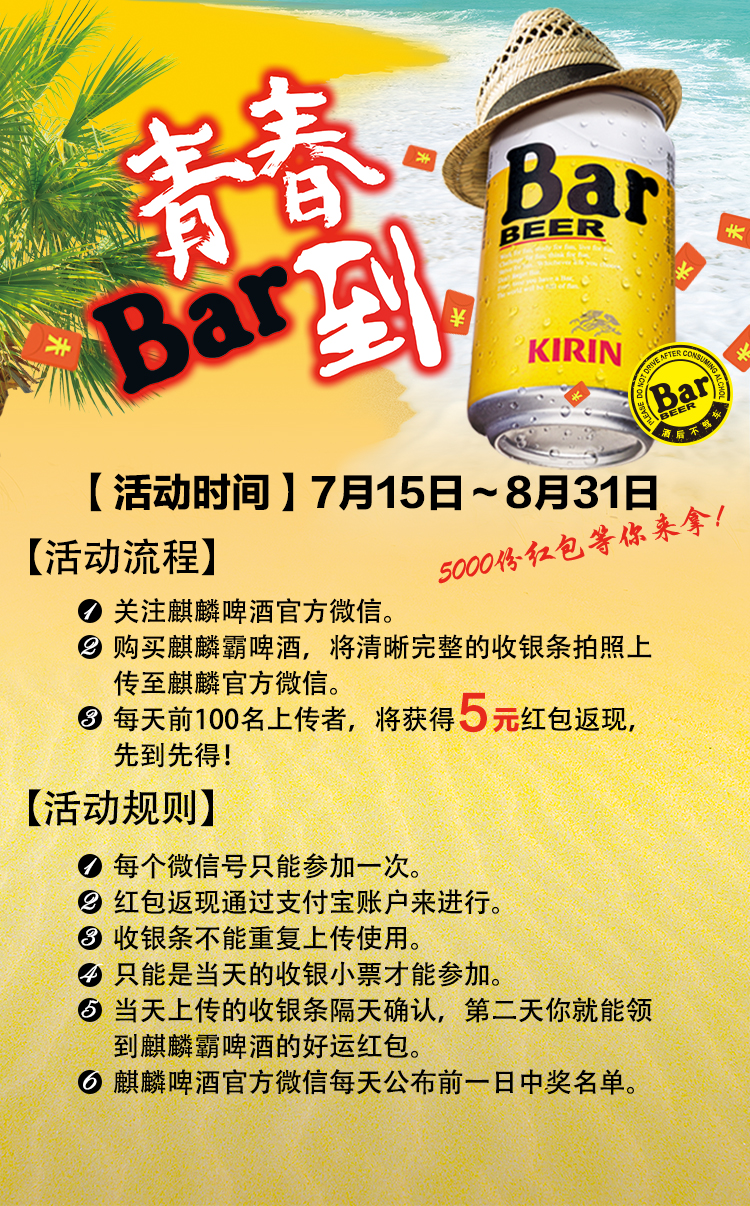 青春
Bar到
Bar
BEER
KIRIN
PLEASE DO NOT DRIVE AFTER CONSUMING ALCHOL
Bar
BEER
酒后不驾车
【活动时间】7月15日~8月31日
5000份红包等你来拿!
【活动流程】
1 关注麒麟啤酒官方微信。
2 购买麒麟霸啤酒，将清晰完整的收银条拍照上
传至麒麟官方微信。
3 每天前100名上传者，将获得5元红包返现，
先到先得!
【活动规则】
1 每个微信号只能参加一次。
2 红包返现通过支付宝账户来进行。
3 收银条不能重复上传使用。
4 只能是当天的收银小票才能参加。
5 当天上传的收银条隔天确认，第二天你就能领
到麒麟霸啤酒的好运红包。
6 麒麟啤酒官方微信每天公布前一日中奖名单。